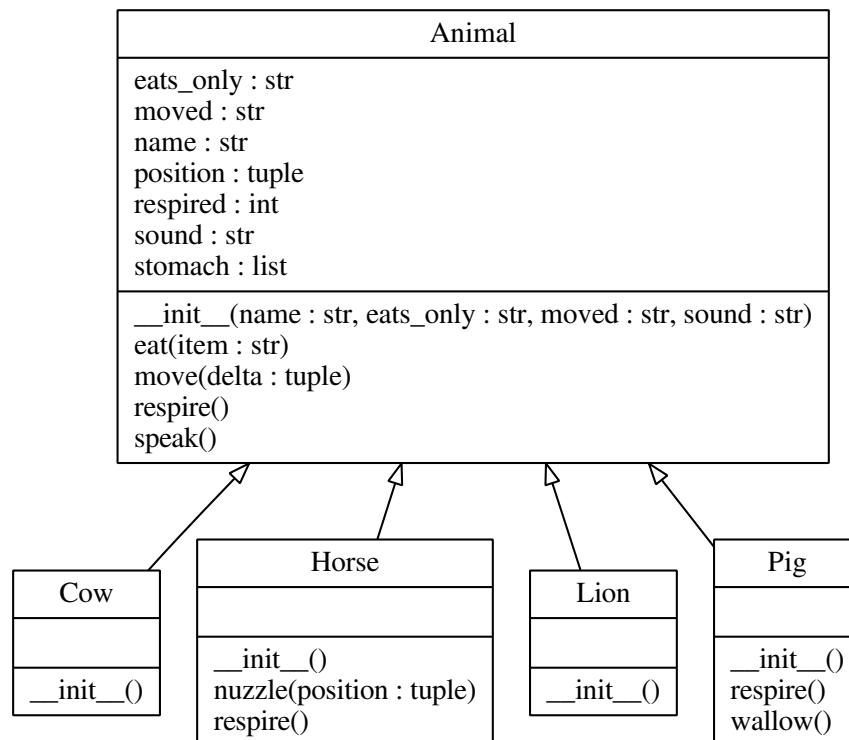 Animal
eats_only : str
moved : str
name : str
position : tuple
respired : int
sound : str
stomach : list
__init__(name : str, eats_only : str, moved : str, sound : str)
eat(item : str)
move(delta : tuple)
respire()
speak()
Cow
__init__()
Horse
__init__()
nuzzle(position : tuple)
respire()
Lion
__init__()
Pig
__init__()
respire()
wallow()